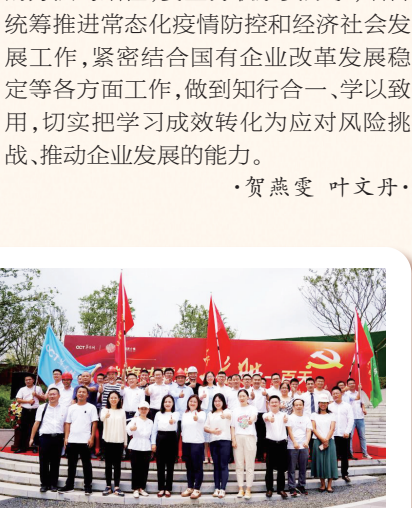 统筹推进常态化疫情防控和经济社会发
展工作,紧密结合国有企业改革发展稳
定等各方面工作,做到知行合一、学以致
用,切实把学习成效转化为应对风险挑
战、推动企业发展的能力。
·贺燕雯 叶文丹·
OCT
百天